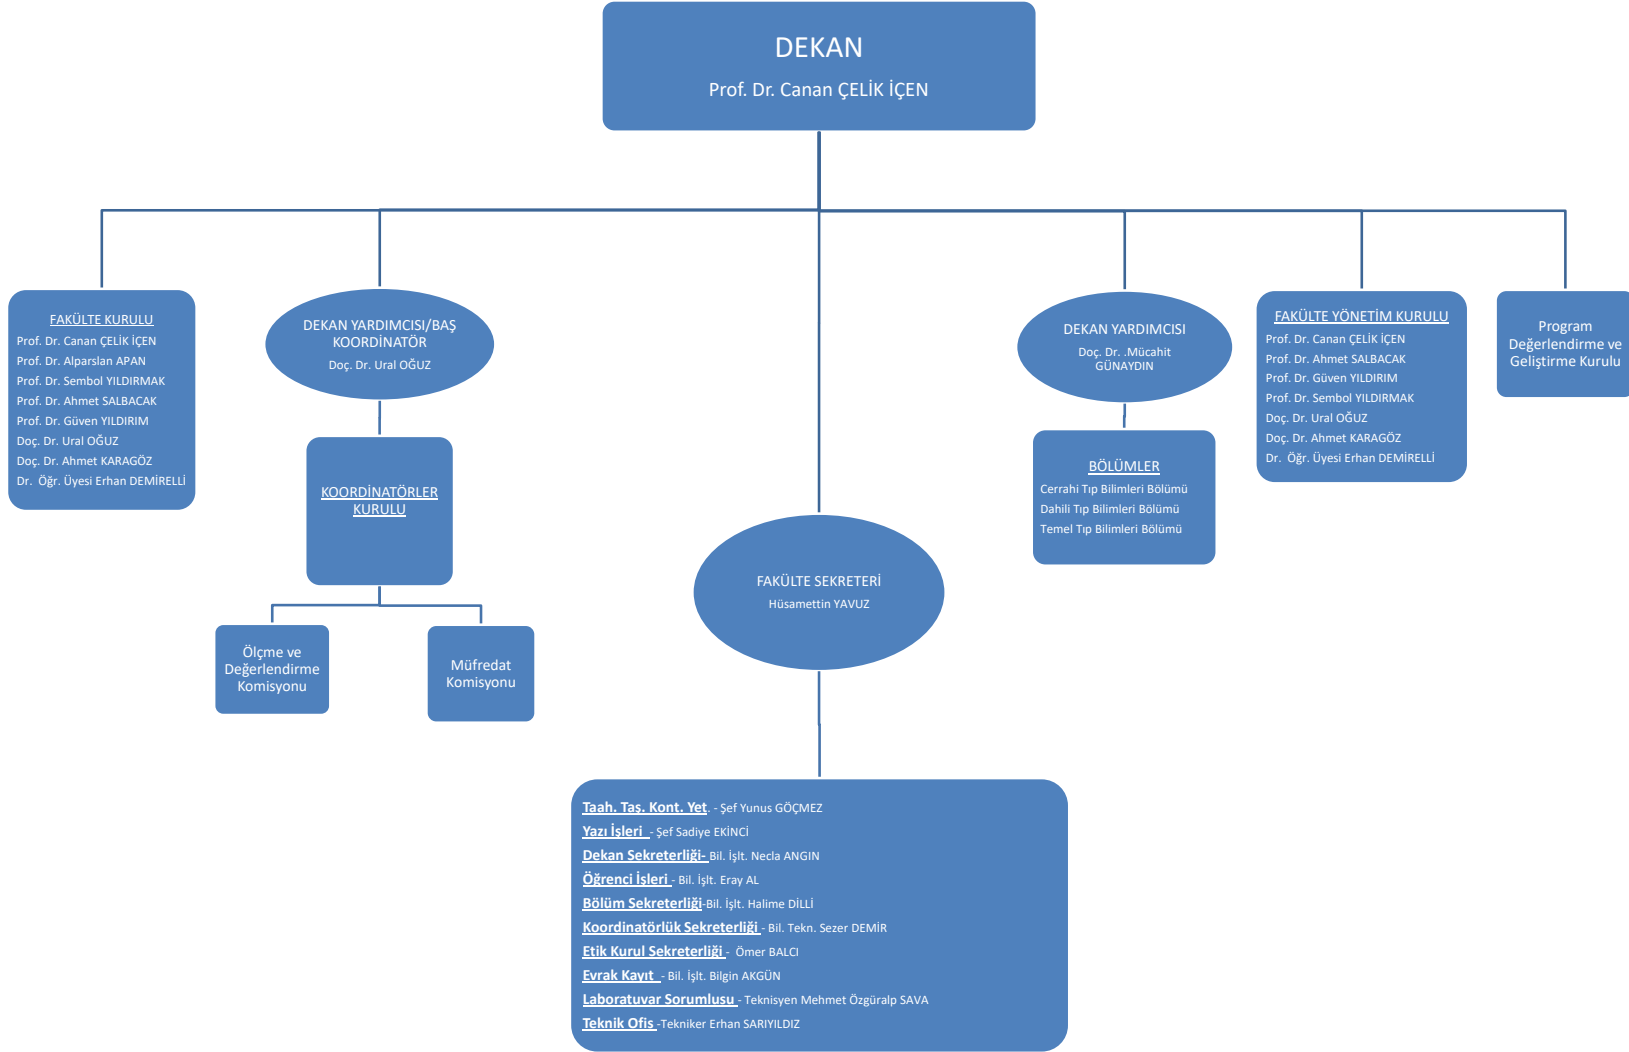 DEKAN
Prof. Dr. Canan ÇELİK İÇEN
FAKÜLTE KURULU
Prof. Dr. Canan ÇELİK İÇEN
Prof. Dr. Alparslan APAN
Prof. Dr. Sembol YILDIRMAK
Prof. Dr. Ahmet SALBACAK
Prof. Dr. Güven YILDIRIM
Doç. Dr. Ural OĞUZ
Doç. Dr. Ahmet KARAGÖZ
Dr. Öğr. Üyesi Erhan DEMİRELLİ
DEKAN YARDIMCISI/BAŞ
KOORDİNATÖR
Doç. Dr. Ural OĞUZ
KOORDİNATÖRLER
KURULU
Ölçme ve
Değerlendirme
Komisyonu
Müfredat
Komisyonu
FAKÜLTE SEKRETERİ
Hüsamettin YAVUZ
Taah. Taş. Kont. Yet. - Şef Yunus GÖÇMEZ
Yazı İşleri - Şef Sadiye EKİNCİ
Dekan Sekreterliği- Bil. İşlt. Necla ANGIN
Öğrenci İşleri - Bil. İşlt. Eray AL
Bölüm Sekreterliği-Bil. İşlt. Halime DİLLİ
Koordinatörlük Sekreterliği - Bil. Tekn. Sezer DEMİR
Etik Kurul Sekreterliği - Ömer BALCI
Evrak Kayıt - Bil. İşlt. Bilgin AKGÜN
Laboratuvar Sorumlusu - Teknisyen Mehmet Özgüralp SAVA
Teknik Ofis -Tekniker Erhan SARIYILDIZ
DEKAN YARDIMCISI
Doç. Dr. .Mücahit
GÜNAYDIN
BÖLÜMLER
Cerrahi Tıp Bilimleri Bölümü
Dahili Tıp Bilimleri Bölümü
Temel Tıp Bilimleri Bölümü
FAKÜLTE YÖNETİM KURULU
Prof. Dr. Canan ÇELİK İÇEN
Prof. Dr. Ahmet SALBACAK
Prof. Dr. Güven YILDIRIM
Prof. Dr. Sembol YILDIRMAK
Doç. Dr. Ural OĞUZ
Doç. Dr. Ahmet KARAGÖZ
Dr. Öğr. Üyesi Erhan DEMİRELLİ
Program
Değerlendirme ve
Geliştirme Kurulu